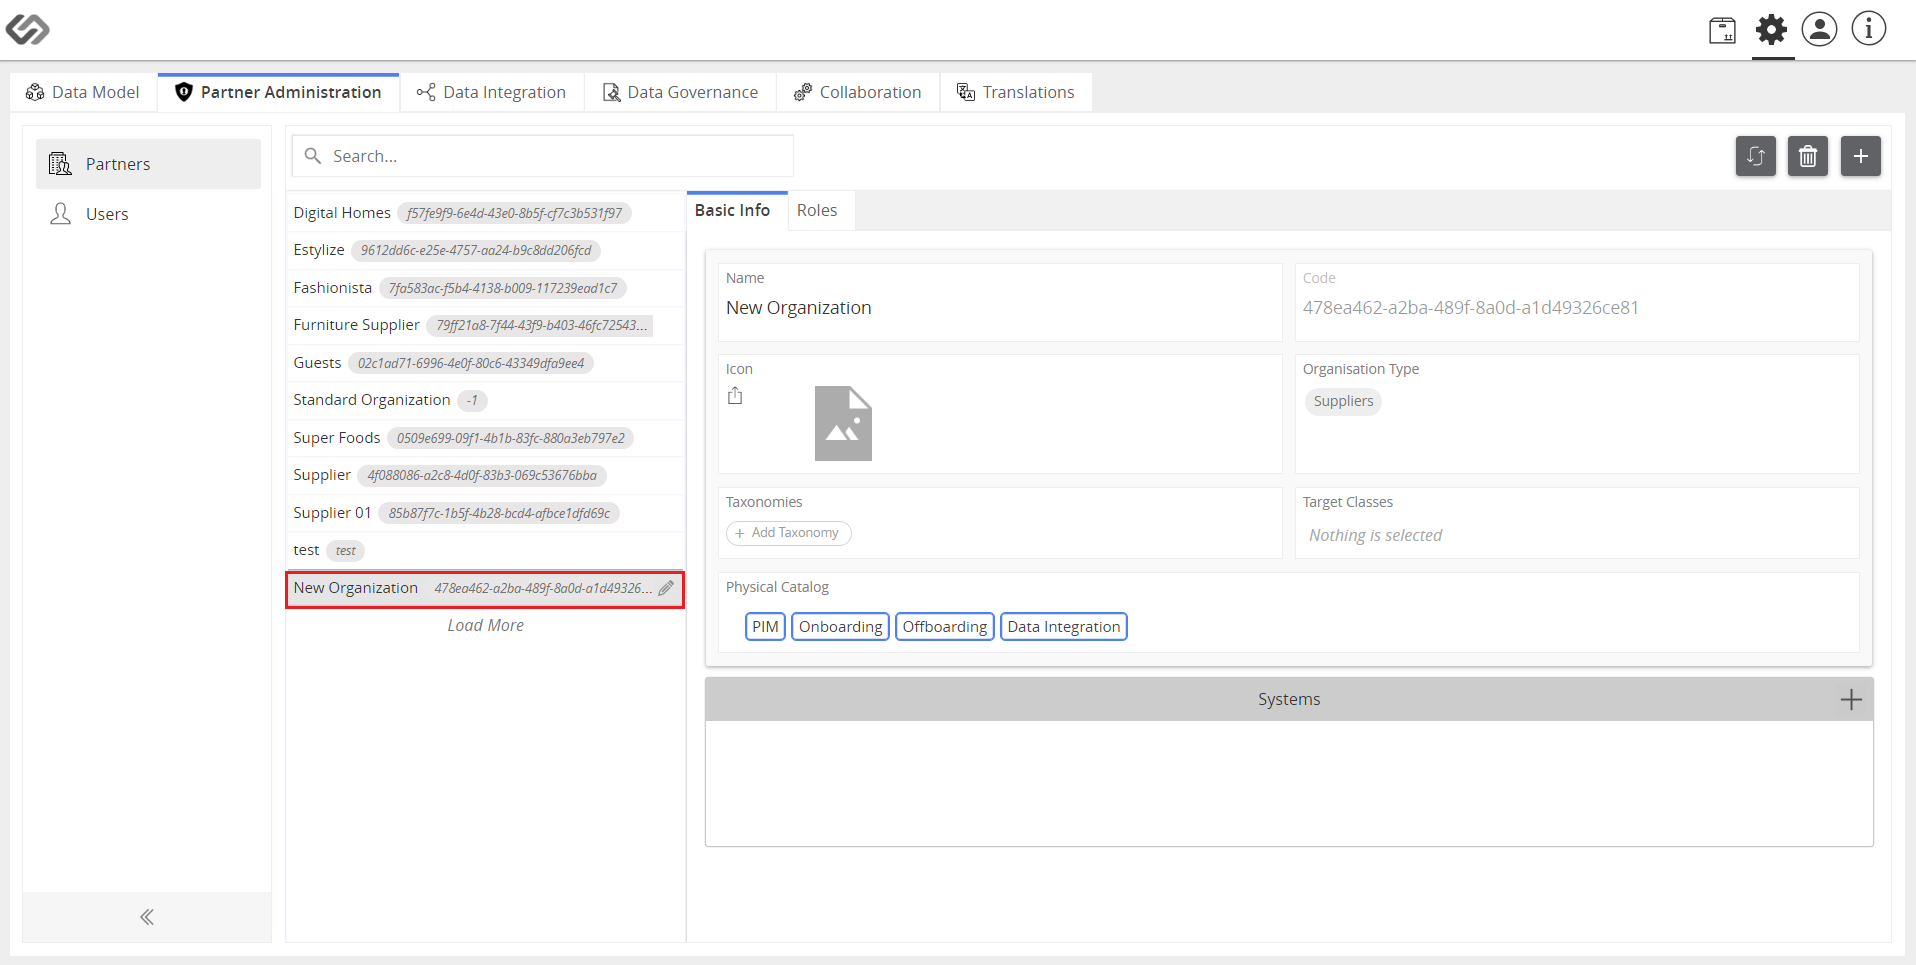 Data Model
Partner Administration
Data Integration
Data Governance
Collaboration
Translations
Partners
Users
Search...
Digital Homes f57fe9f9-6e4d-43e0-8b5f-cf7c3b531f97
Estylize 9612dd6c-e25e-4757-aa24-b9c8dd206fcd
Fashionista 7fa583ac-f5b4-4138-b009-117239ead1c7
Furniture Supplier 79ff21a8-7f44-43f9-b403-46fc72543...
Guests 02c1ad71-6996-4e0f-80c6-43349dfa9ee4
Standard Organization -1
Super Foods 0509e699-09f1-4b1b-83fc-880a3eb797e2
Supplier 4f088086-a2c8-4d0f-83b3-069c53676bba
Supplier 01 85b87f7c-1b5f-4b28-bcd4-afbce1dfd69c
test test
New Organization 478ea462-a2ba-489f-8a0d-a1d49326...
Load More
Basic Info
Roles
Name
New Organization
Code
478ea462-a2ba-489f-8a0d-a1d49326ce81
Icon
Organisation Type
Suppliers
Taxonomies
+ Add Taxonomy
Target Classes
Nothing is selected
Physical Catalog
PIM
Onboarding
Offboarding
Data Integration
Systems